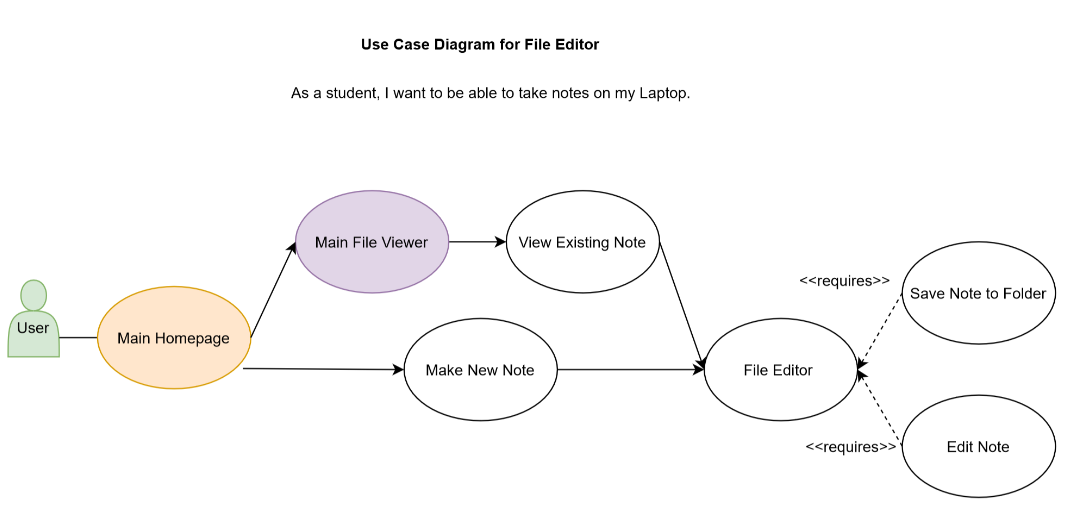 Use Case Diagram for File Editor
As a student, I want to be able to take notes on my Laptop.
Main File Viewer
View Existing Note
<<requires>>
Save Note to Folder
User
Main Homepage
Make New Note
File Editor
<<requires>>
Edit Note